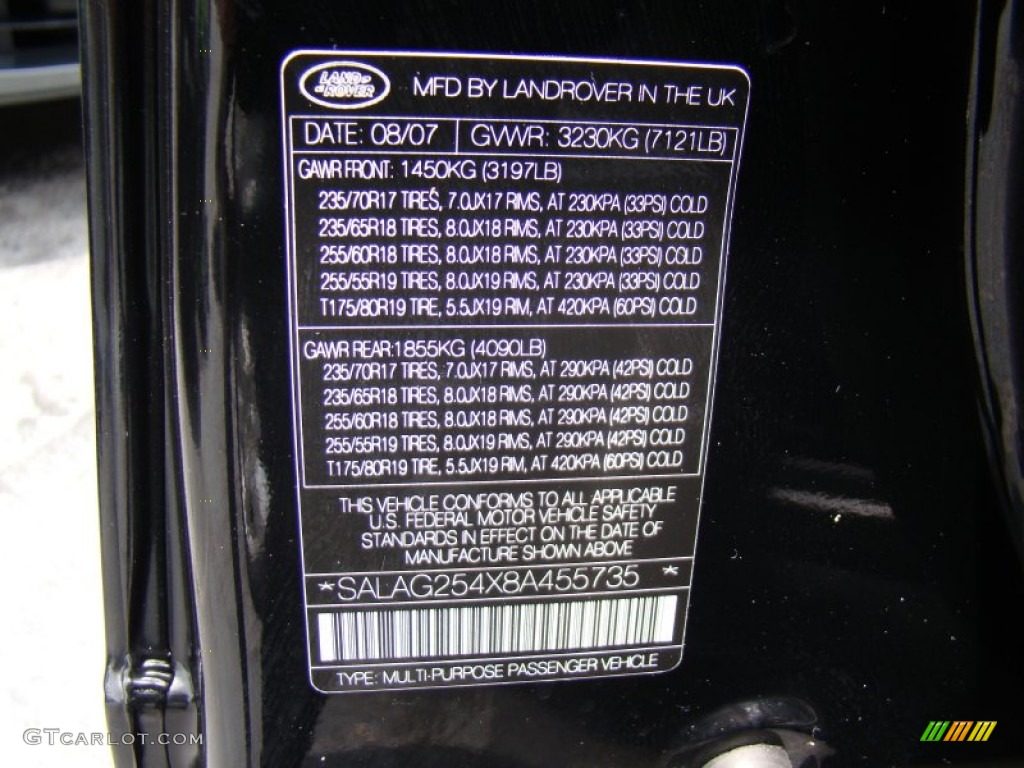 LAND-
-ROVER
MFD BY LANDROVER IN THE UK
DATE: 08/07 GVWR: 3230KG (7121LB)
GAWR FRONT: 1450KG (3197LB)
235/70R17 TIRES, 7.0JX17 RIMS, AT 230KPA (33PSI) COLD
235/65R18 TIRES, 8.0JX18 RIMS, AT 230KPA (33PSI) COLD
255/60R18 TIRES, 8.0JX18 RIMS, AT 230KPA (33PSI) COLD
255/55R19 TIRES, 8.0JX19 RIMS, AT 230KPA (33PSI) COLD
T175/80R19 TIRE, 5.5JX19 RIM, AT 420KPA (60PSI) COLD
GAWR REAR:1855KG (4090LB)
235/70R17 TIRES, 7.0JX17 RIMS, AT 290KPA (42PSI) COLD
235/65R18 TIRES, 8.0JX18 RIMS, AT 290KPA (42PSI) COLD
255/60R18 TIRES, 8.0JX18 RIMS, AT 290KPA (42PSI) COLD
255/55R19 TIRES, 8.0JX19 RIMS, AT 290KPA (42PSI) COLD
T175/80R19 TIRE, 5.5JX19 RIM, AT 420KPA (60PSI) COLD
THIS VEHICLE CONFORMS TO ALL APPLICABLE
U.S. FEDERAL MOTOR VEHICLE SAFETY
STANDARDS IN EFFECT ON THE DATE OF
MANUFACTURE SHOWN ABOVE
*SALAG254X8A455735 *
TYPE: MULTI-PURPOSE PASSENGER VEHICLE
GTCARLOT.COM